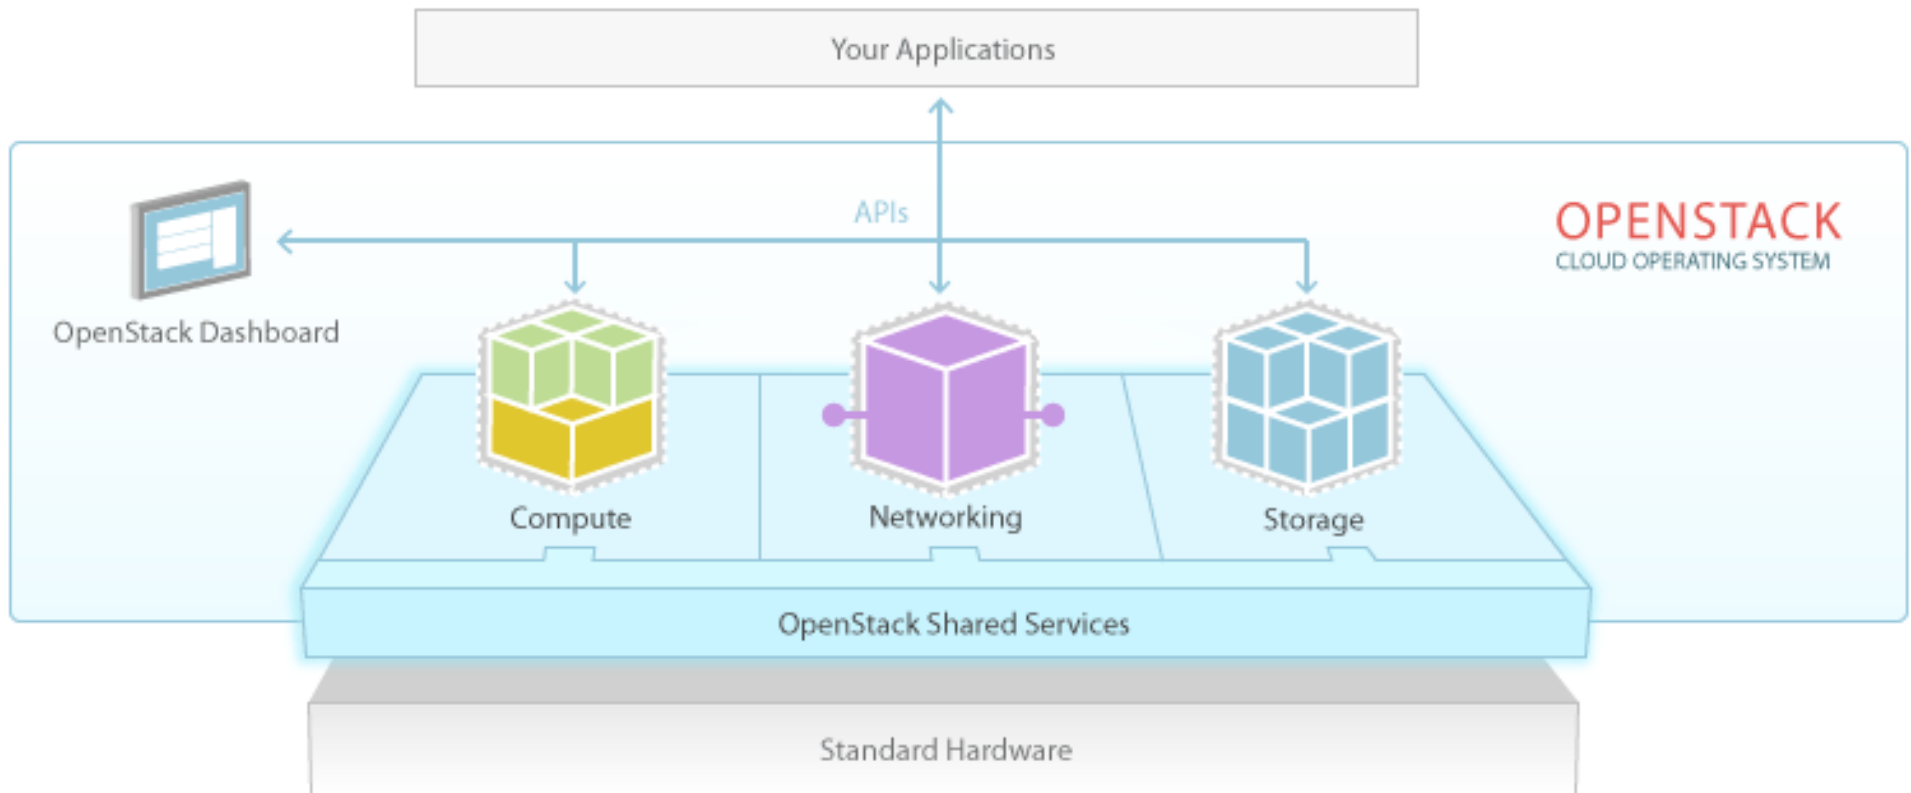 Your Applications
APIs
OPENSTACK
CLOUD OPERATING SYSTEM
OpenStack Dashboard
Compute
Networking
Storage
OpenStack Shared Services
Standard Hardware